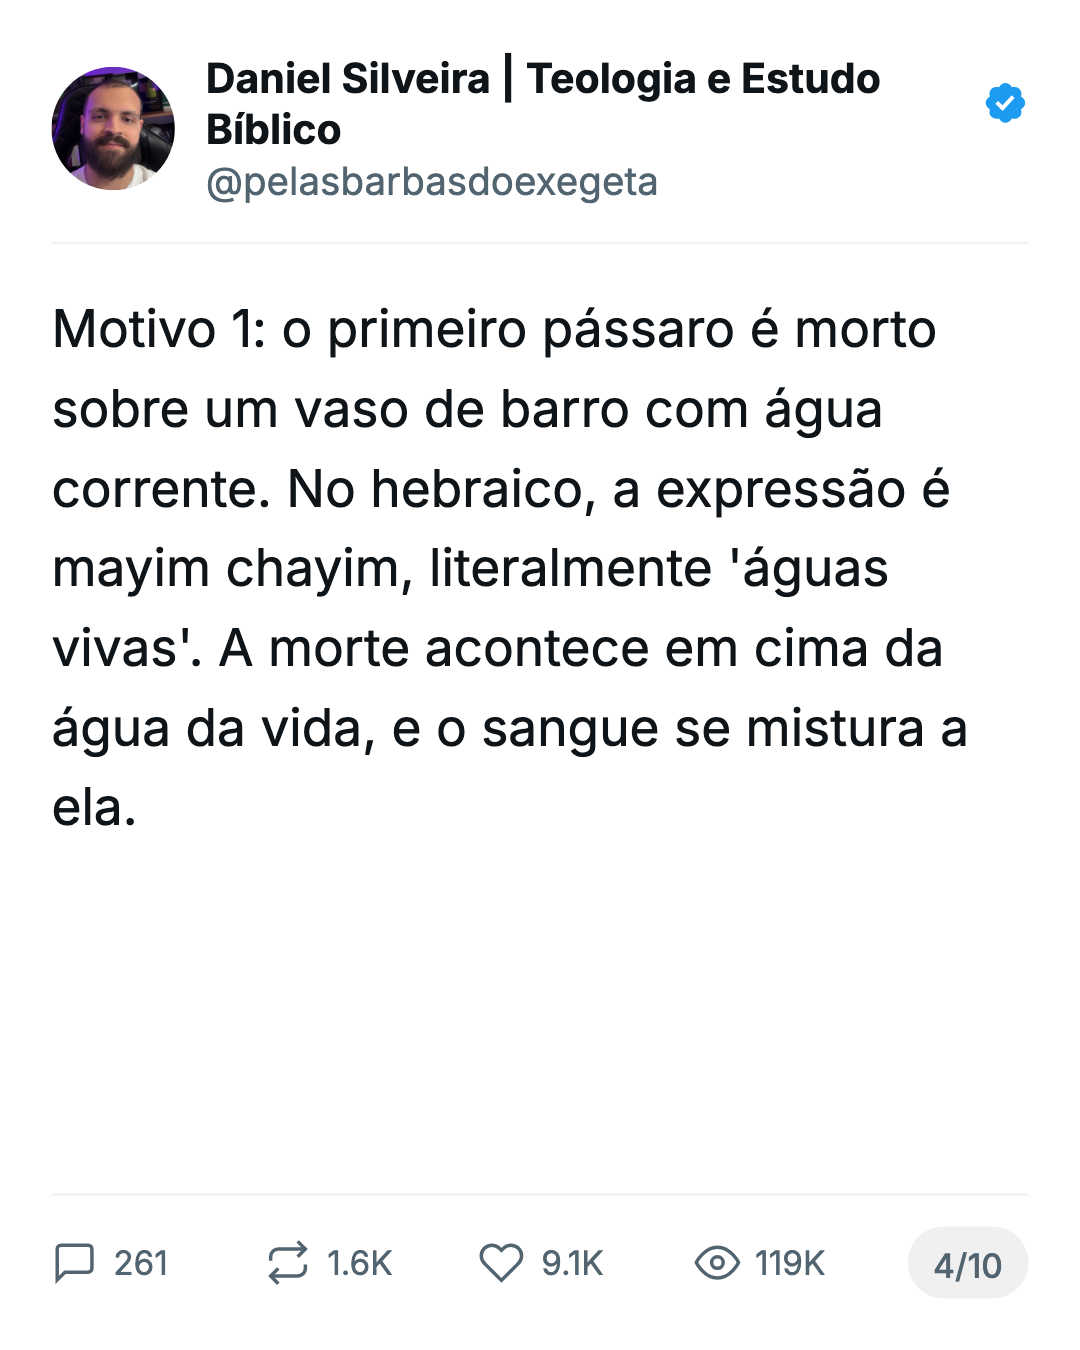 Daniel Silveira | Teologia e Estudo
Bíblico
@pelasbarbasdoexegeta
Motivo 1: o primeiro pássaro é morto
sobre um vaso de barro com água
corrente. No hebraico, a expressão é
mayim chayim, literalmente 'águas
vivas'. A morte acontece em cima da
água da vida, e o sangue se mistura a
ela.
261 1.6K 9.1K 119K 4/10